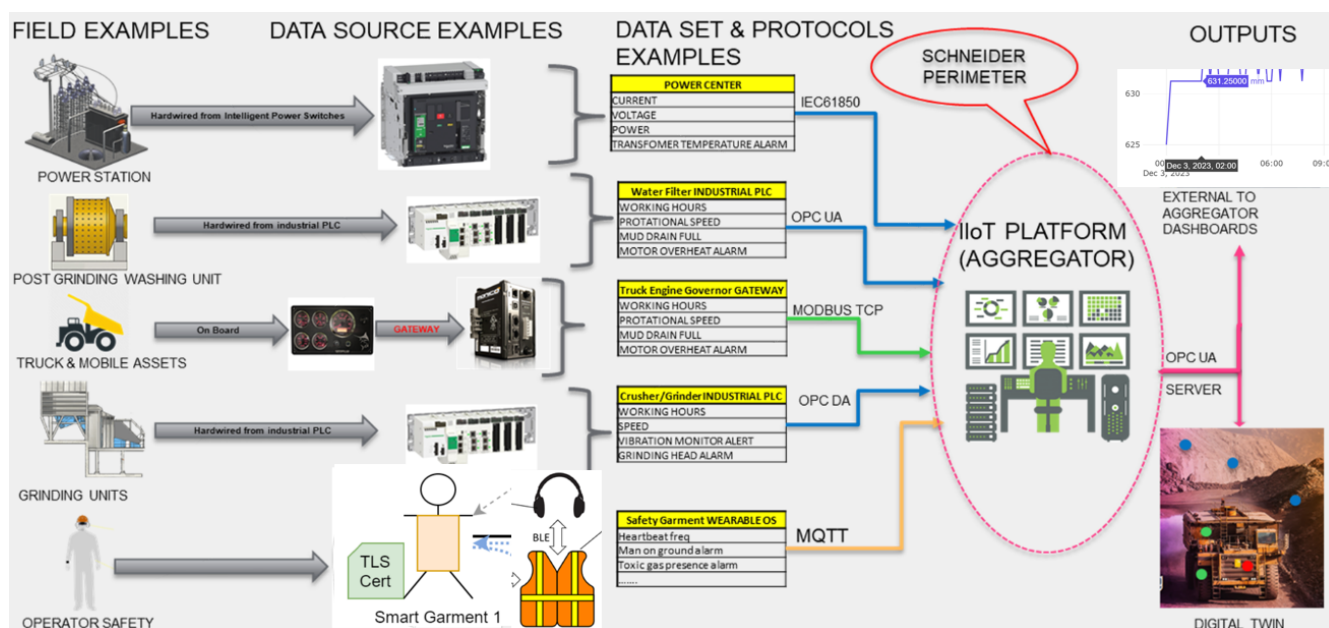 FIELD EXAMPLES
DATA SOURCE EXAMPLES
DATA SET & PROTOCOLS
EXAMPLES
OUTPUTS
SCHNEIDER
PERIMETER
Hardwired from Intelligent Power Switches
POWER STATION
POWER CENTER
CURRENT
VOLTAGE
POWER
TRANSFOMER TEMPERATURE ALARM
IEC61850
631.25000 mm
630
625
Dec 3, 2023, 02:00
06:00
09:0
Dec 3, 2023
EXTERNAL TO
AGGREGATOR
DASHBOARDS
Hardwired from industrial PLC
POST GRINDING WASHING UNIT
Water Filter INDUSTRIAL PLC
WORKING HOURS
PROTATIONAL SPEED
MUD DRAIN FULL
MOTOR OVERHEAT ALARM
OPC UA
IIoT PLATFORM
(AGGREGATOR)
On Board
GATEWAY
TRUCK & MOBILE ASSETS
Truck Engine Governor GATEWAY
WORKING HOURS
PROTATIONAL SPEED
MUD DRAIN FULL
MOTOR OVERHEAT ALARM
MODBUS TCP
OPC UA
SERVER
Hardwired from industrial PLC
GRINDING UNITS
Crusher/Grinder INDUSTRIAL PLC
WORKING HOURS
SPEED
VIBRATION MONITOR ALERT
GRINDING HEAD ALARM
OPC DA
OPERATOR SAFETY
TLS
Cert
BLE
Smart Garment 1
Safety Garment WEARABLE OS
Heartbeat freq
Man on ground alarm
Toxic gas presence alarm
.......
MQTT
DIGITAL TWIN